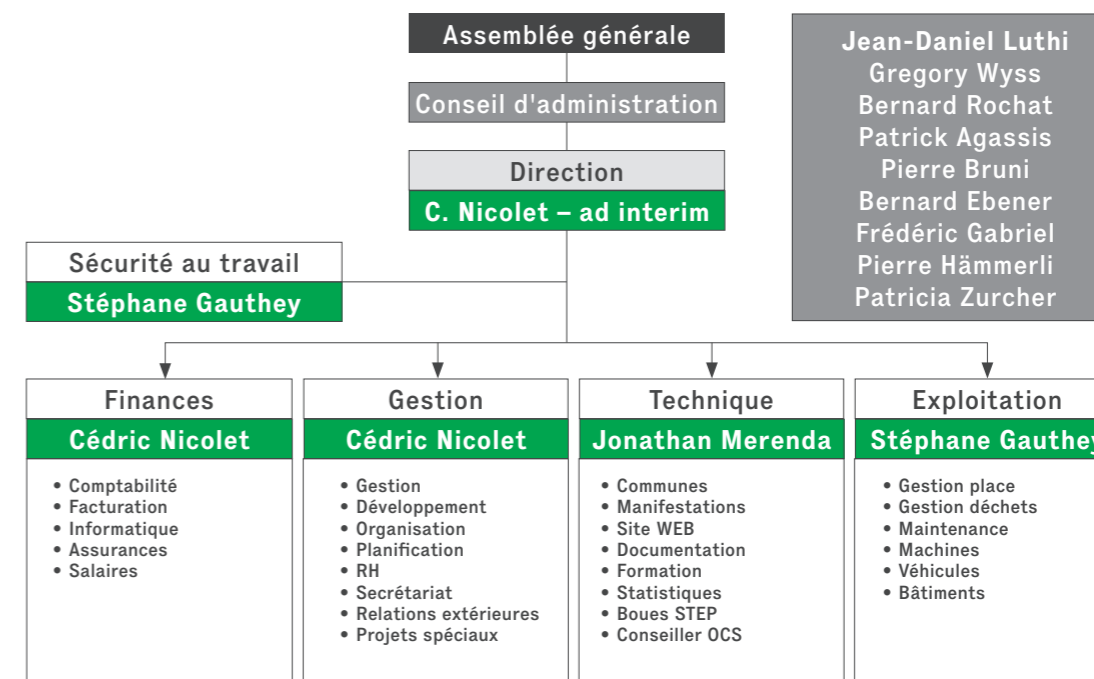 Assemblée générale
Conseil d'administration
Direction
C. Nicolet – ad interim
Jean-Daniel Luthi
Gregory Wyss
Bernard Rochat
Patrick Agassis
Pierre Bruni
Bernard Ebener
Frédéric Gabriel
Pierre Hämmerli
Patricia Zurcher
Sécurité au travail
Stéphane Gauthey
Finances
Cédric Nicolet
• Comptabilité
• Facturation
• Informatique
• Assurances
• Salaires
Gestion
Cédric Nicolet
• Gestion
• Développement
• Organisation
• Planification
• RH
• Secrétariat
• Relations extérieures
• Projets spéciaux
Technique
Jonathan Merenda
• Communes
• Manifestations
• Site WEB
• Documentation
• Formation
• Statistiques
• Boues STEP
• Conseiller OCS
Exploitation
Stéphane Gauthey
• Gestion place
• Gestion déchets
• Maintenance
• Machines
• Véhicules
• Bâtiments